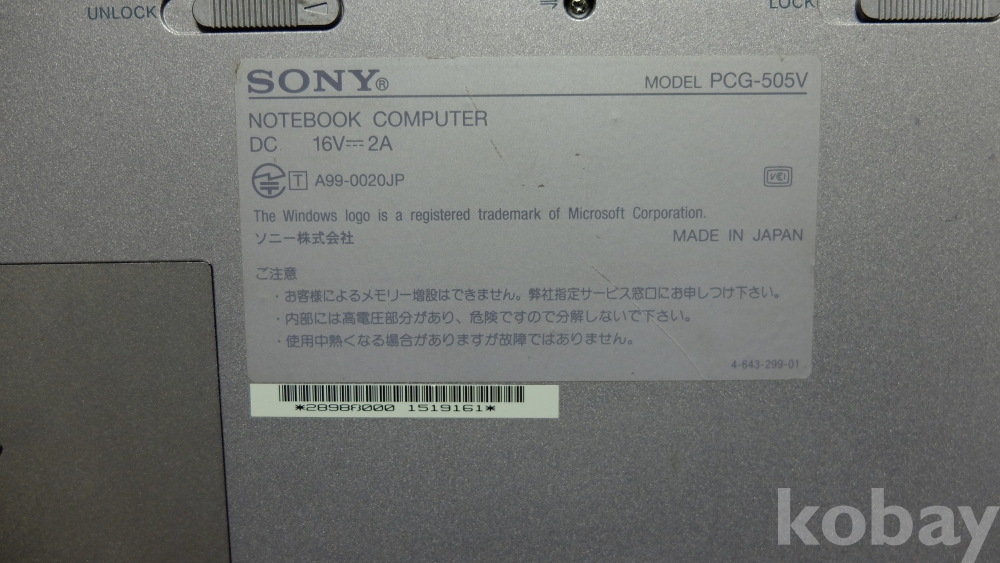 UNLOCK
LOCK
SONY®
MODEL PCG-505V
NOTEBOOK COMPUTER
DC 16V⎓2A
T A99-0020JP
VCI
The Windows logo is a registered trademark of Microsoft Corporation.
ソニー株式会社
MADE IN JAPAN
ご注意
・お客様によるメモリー増設はできません。弊社指定サービス窓口にお申しつけ下さい。
・内部には高電圧部分があり、危険ですので分解しないで下さい。
・使用中熱くなる場合がありますが故障ではありません。
4-643-299-01
1519161*
kobay